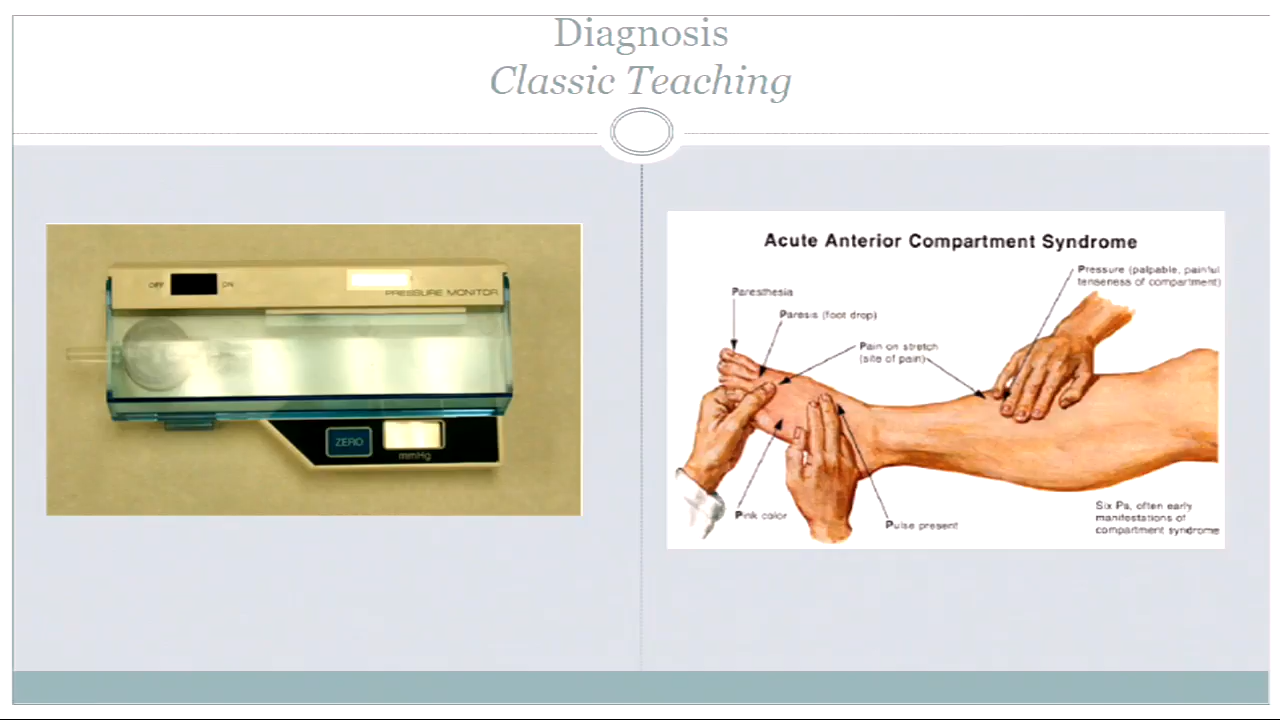 Diagnosis
Classic Teaching
OFF
ON
PRESSURE MONITOR
ZERO
mmHg
Acute Anterior Compartment Syndrome
Pressure (palpable, painful
tenseness of compartment)
Paresthesia
Paresis (foot drop)
Pain on stretch
(site of pain)
Pink color
Pulse present
Six Ps, often early
manifestations of
compartment syndrome